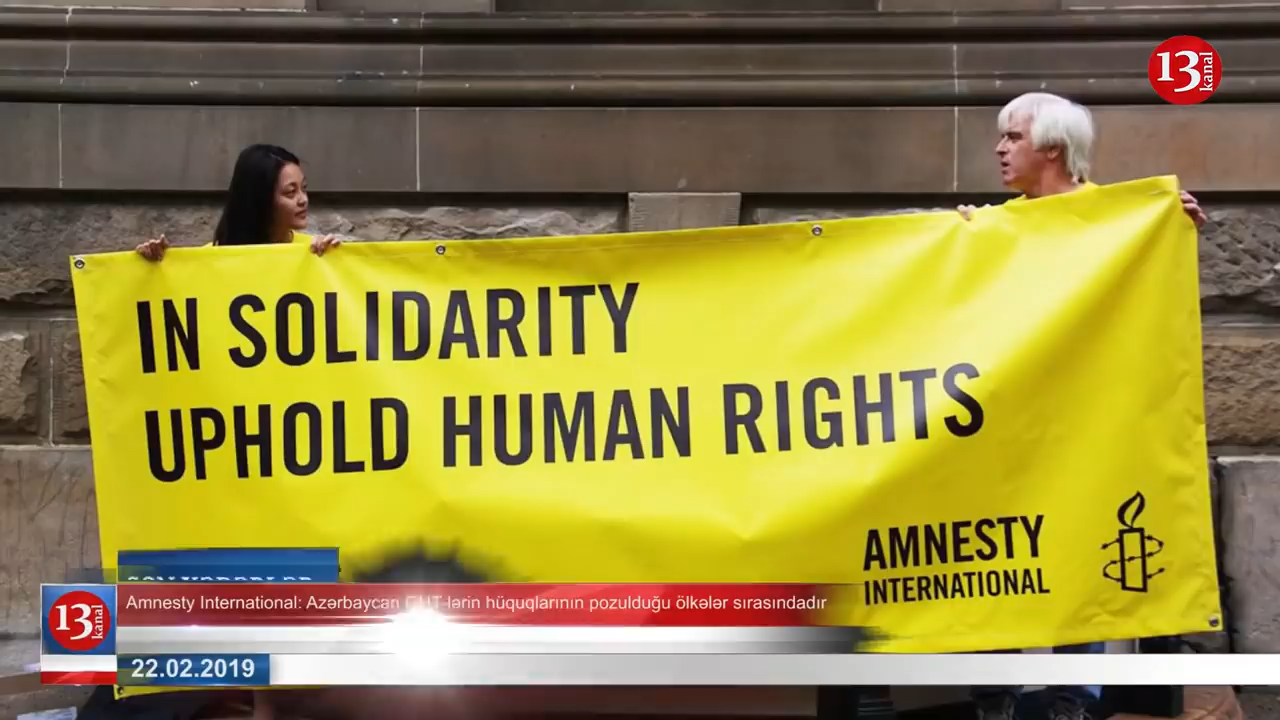 13
kanal
IN SOLIDARITY
UPHOLD HUMAN RIGHTS
AMNESTY
INTERNATIONAL
13
kanal
Amnesty International: Azərbaycan QHT-lərin hüquqlarının pozulduğu ölkələr sırasındadır
22.02.2019